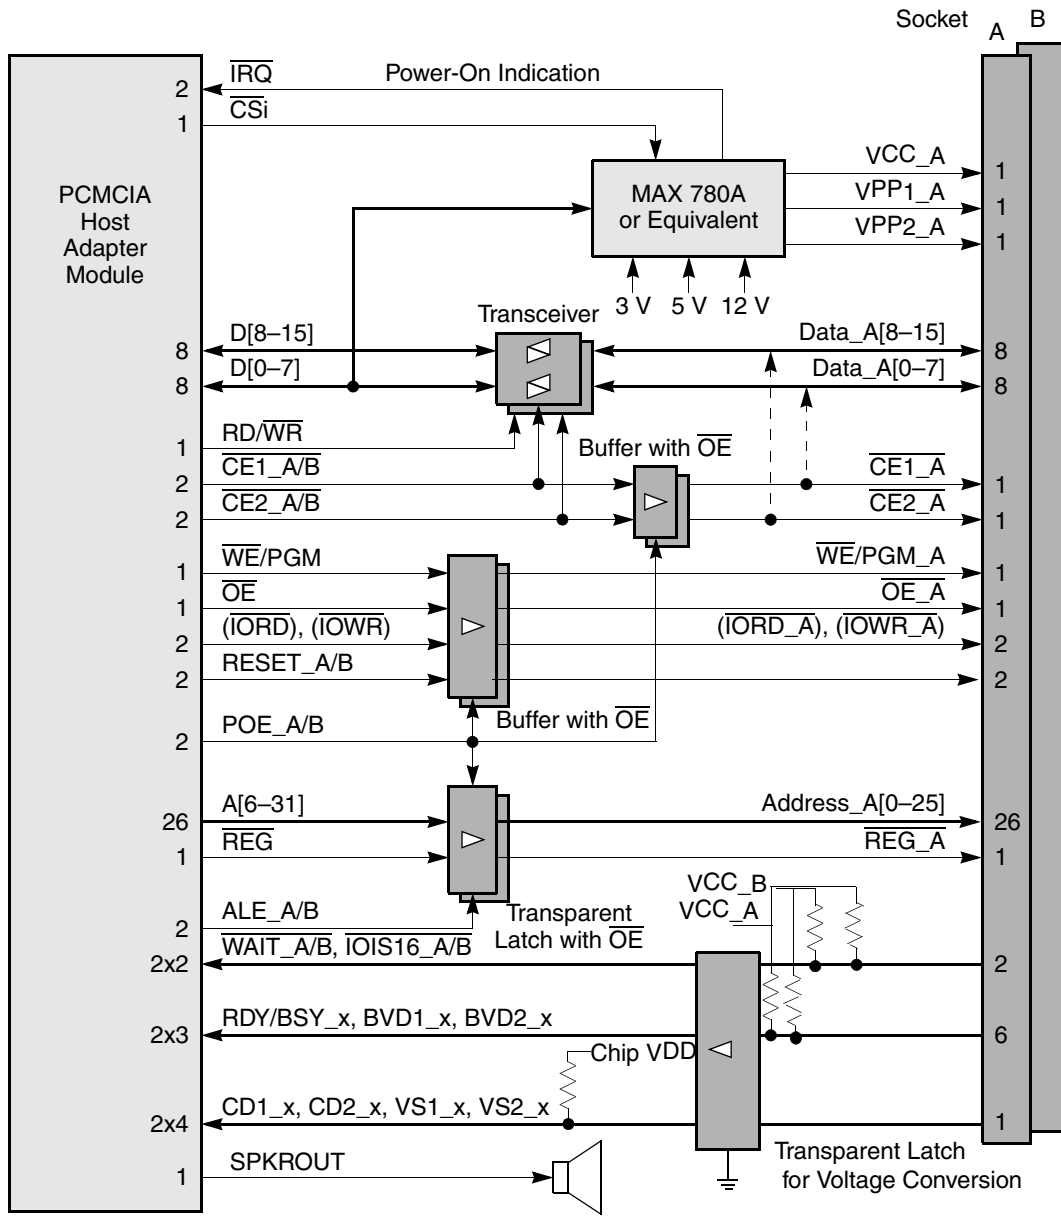 Socket A B
2 IRQ Power-On Indication
1 CSi
PCMCIA
Host
Adapter
Module
MAX 780A
or Equivalent
VCC_A 1
VPP1_A 1
VPP2_A 1
3 V 5 V 12 V
Transceiver
8 D[8–15] Data_A[8–15] 8
8 D[0–7] Data_A[0–7] 8
1 RD/WR
Buffer with OE
2 CE1_A/B CE1_A 1
2 CE2_A/B CE2_A 1
1 WE/PGM WE/PGM_A 1
1 OE OE_A 1
2 (IORD), (IOWR) (IORD_A), (IOWR_A) 2
2 RESET_A/B 2
Buffer with OE
2 POE_A/B
26 A[6–31] Address_A[0–25] 26
1 REG REG_A 1
VCC_B
VCC_A
2 ALE_A/B
Transparent
Latch with OE
2x2 WAIT_A/B, IOIS16_A/B 2
2x3 RDY/BSY_x, BVD1_x, BVD2_x 6
Chip VDD
2x4 CD1_x, CD2_x, VS1_x, VS2_x 1
1 SPKROUT
Transparent Latch
for Voltage Conversion